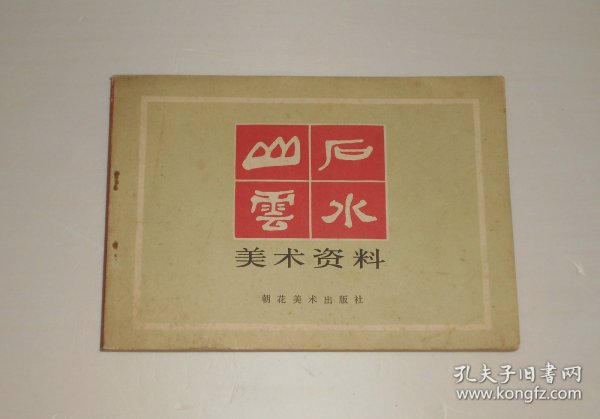 山石
雲水
美术资料
朝花美术出版社
孔夫子旧书网
www.kongfz.com